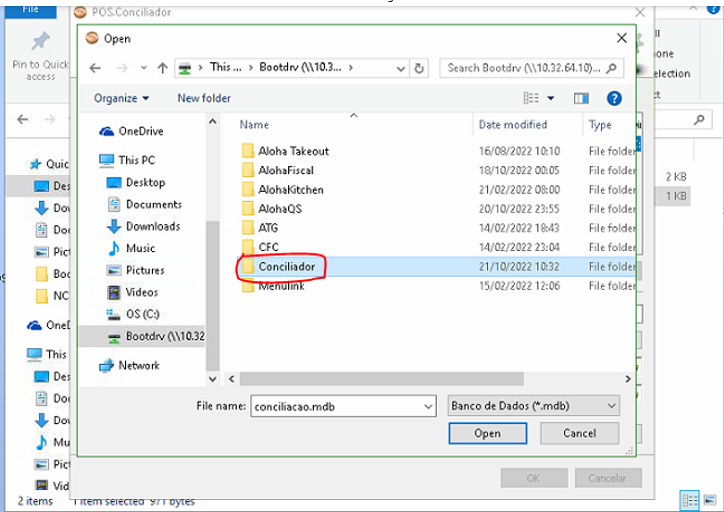 File
POS.Conciliador
Open
Pin to Quick
access
This ...
Bootdrv (\\10.3...
Search Bootdrv (\\10.32.64.10)...
Organize
New folder
Name
Date modified
Type
OneDrive
This PC
Desktop
Documents
Downloads
Music
Pictures
Videos
OS (C:)
Bootdrv (\\10.32
Network
Aloha Takeout 16/08/2022 10:10 File folder
AlohaFiscal 18/10/2022 00:05 File folder
AlohaKitchen 21/02/2022 08:00 File folder
AlohaQS 20/10/2022 23:55 File folder
ATG 14/02/2022 18:43 File folder
CFC 14/02/2022 23:04 File folder
Conciliador 21/10/2022 10:32 File folder
Menulink 15/02/2022 12:06 File folder
File name: conciliacao.mdb
Banco de Dados (*.mdb)
Open
Cancel
OK
Cancelar
Quic
Des
Dov
Doc
Pict
Boc
NC
OneD
This
Des
Doc
Dov
Mu
Pict
Vid
ll
one
election
ct
2 KB
1 KB
2 items
1 item selected 971 bytes